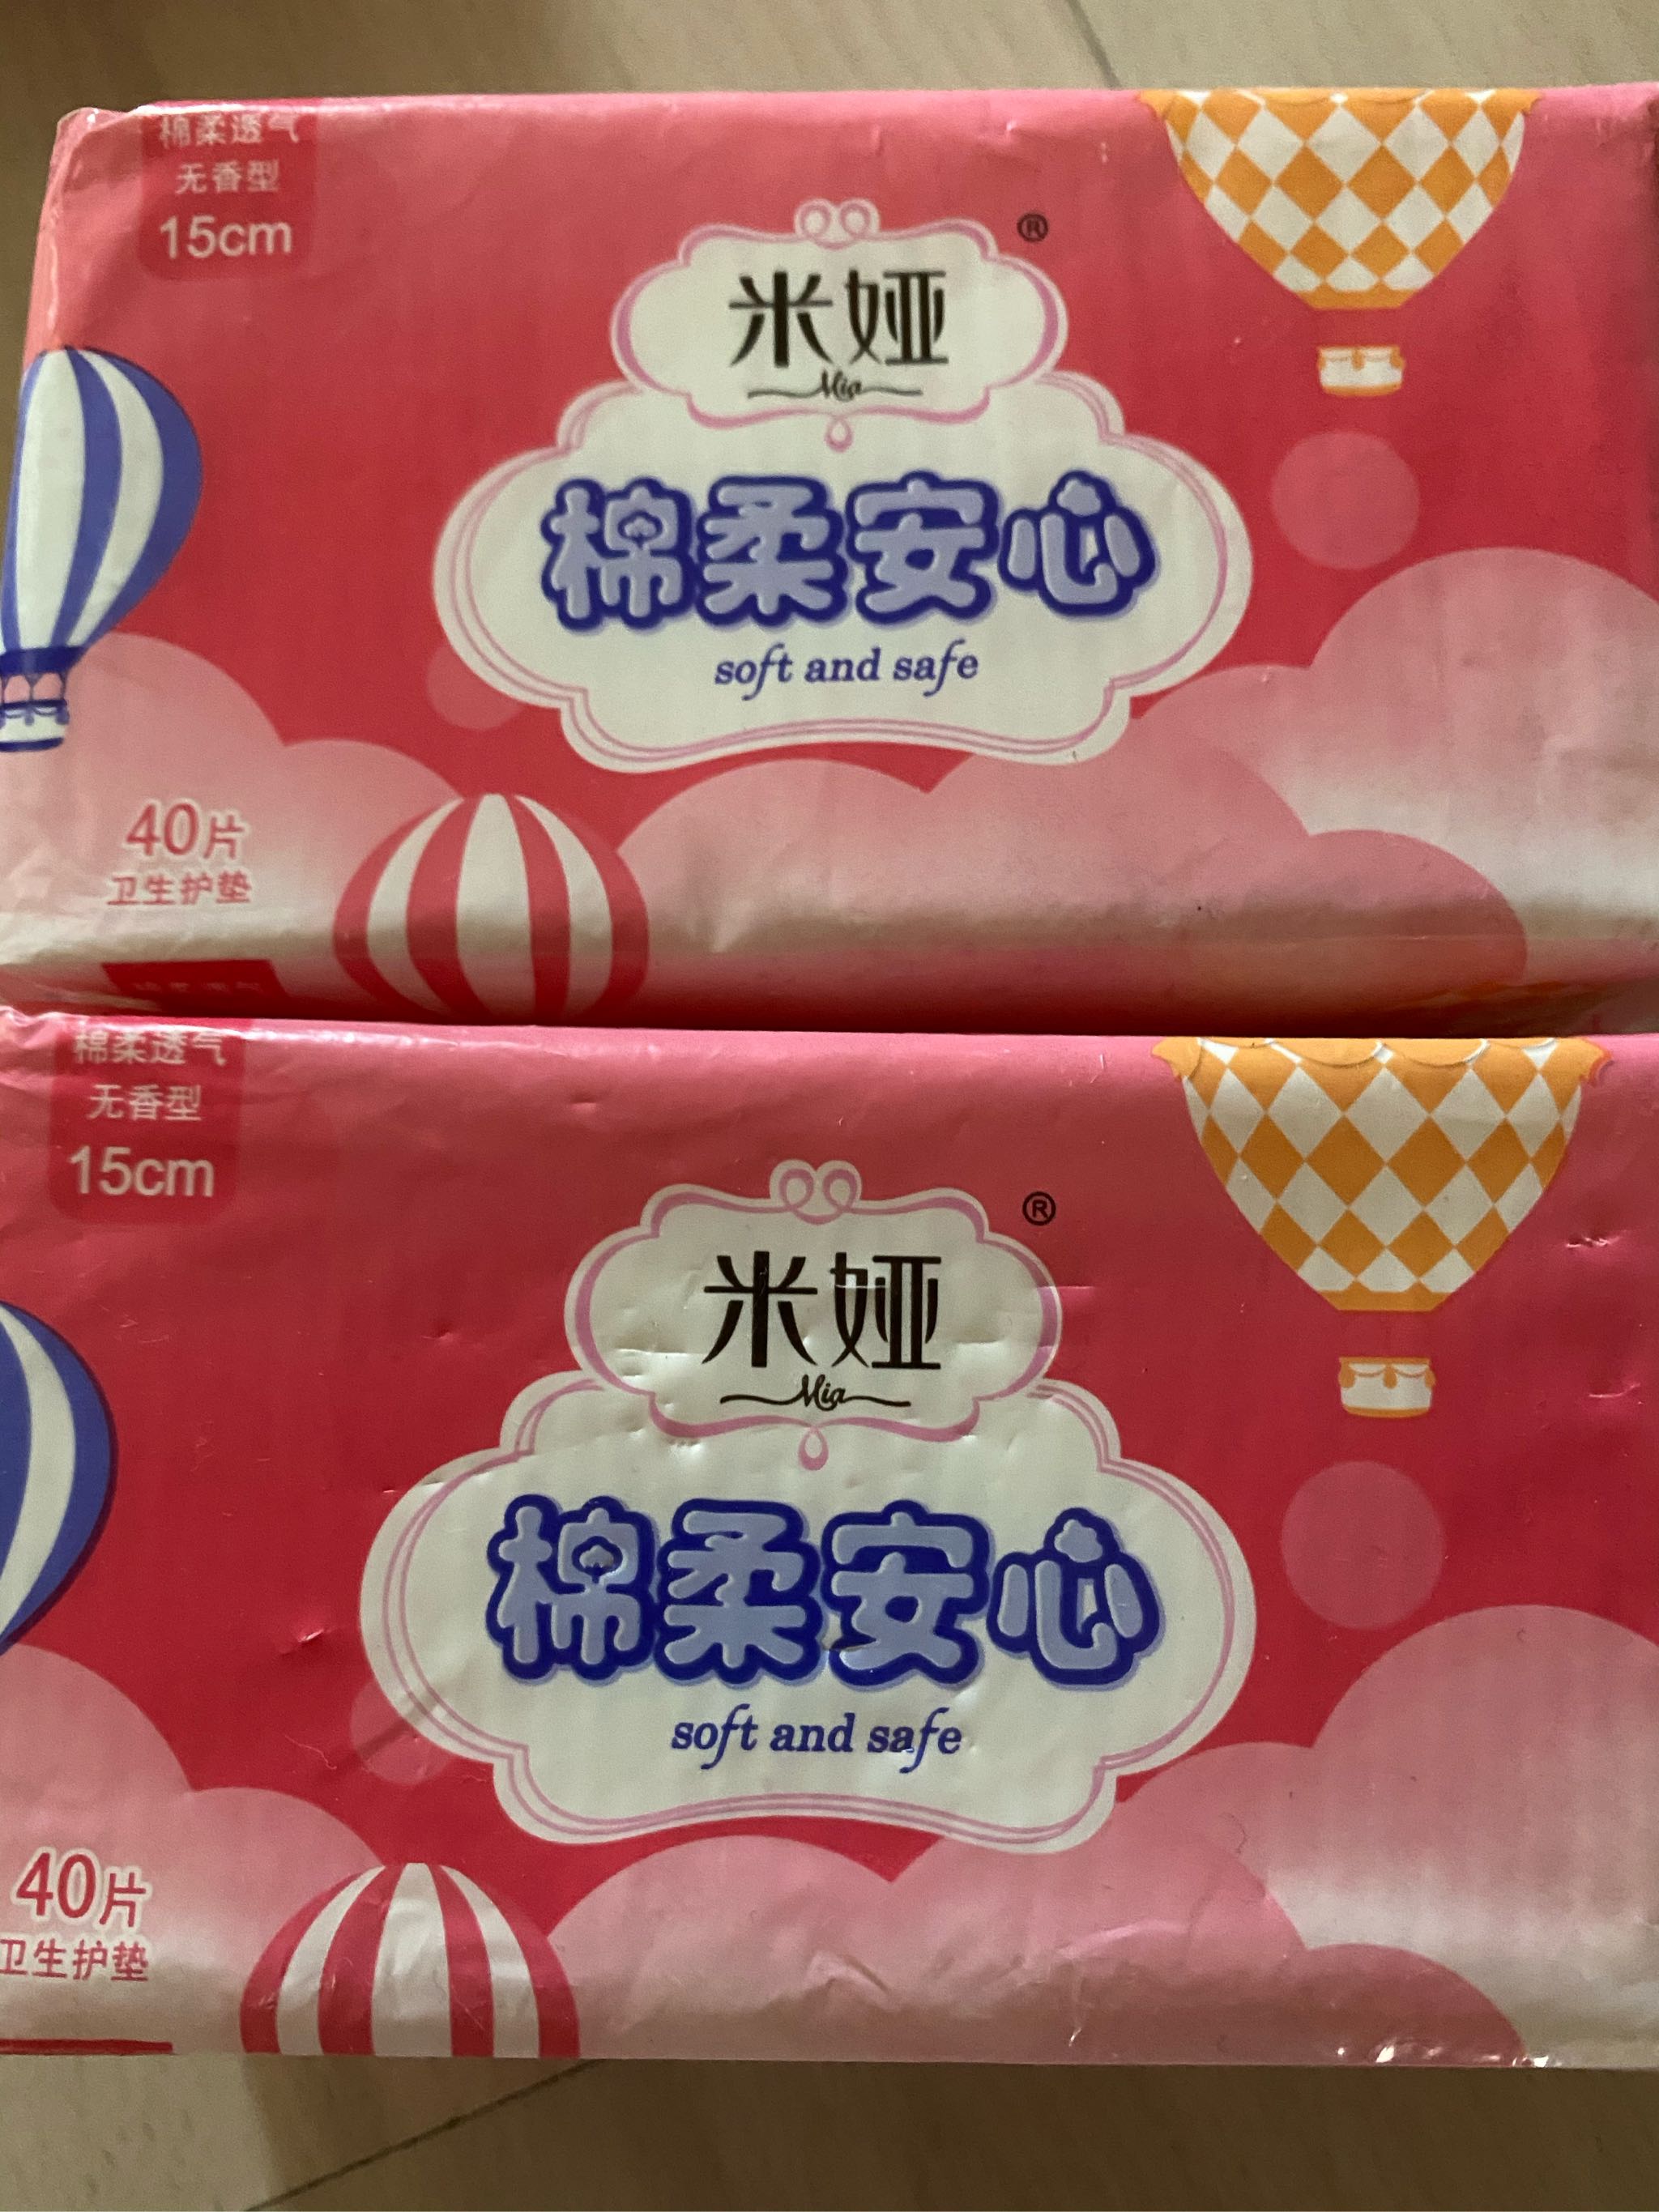 棉柔透气
无香型
15cm
®
米娅
Mia
棉柔安心
soft and safe
40片
卫生护垫
棉柔透气
无香型
15cm
®
米娅
Mia
棉柔安心
soft and safe
40片
卫生护垫